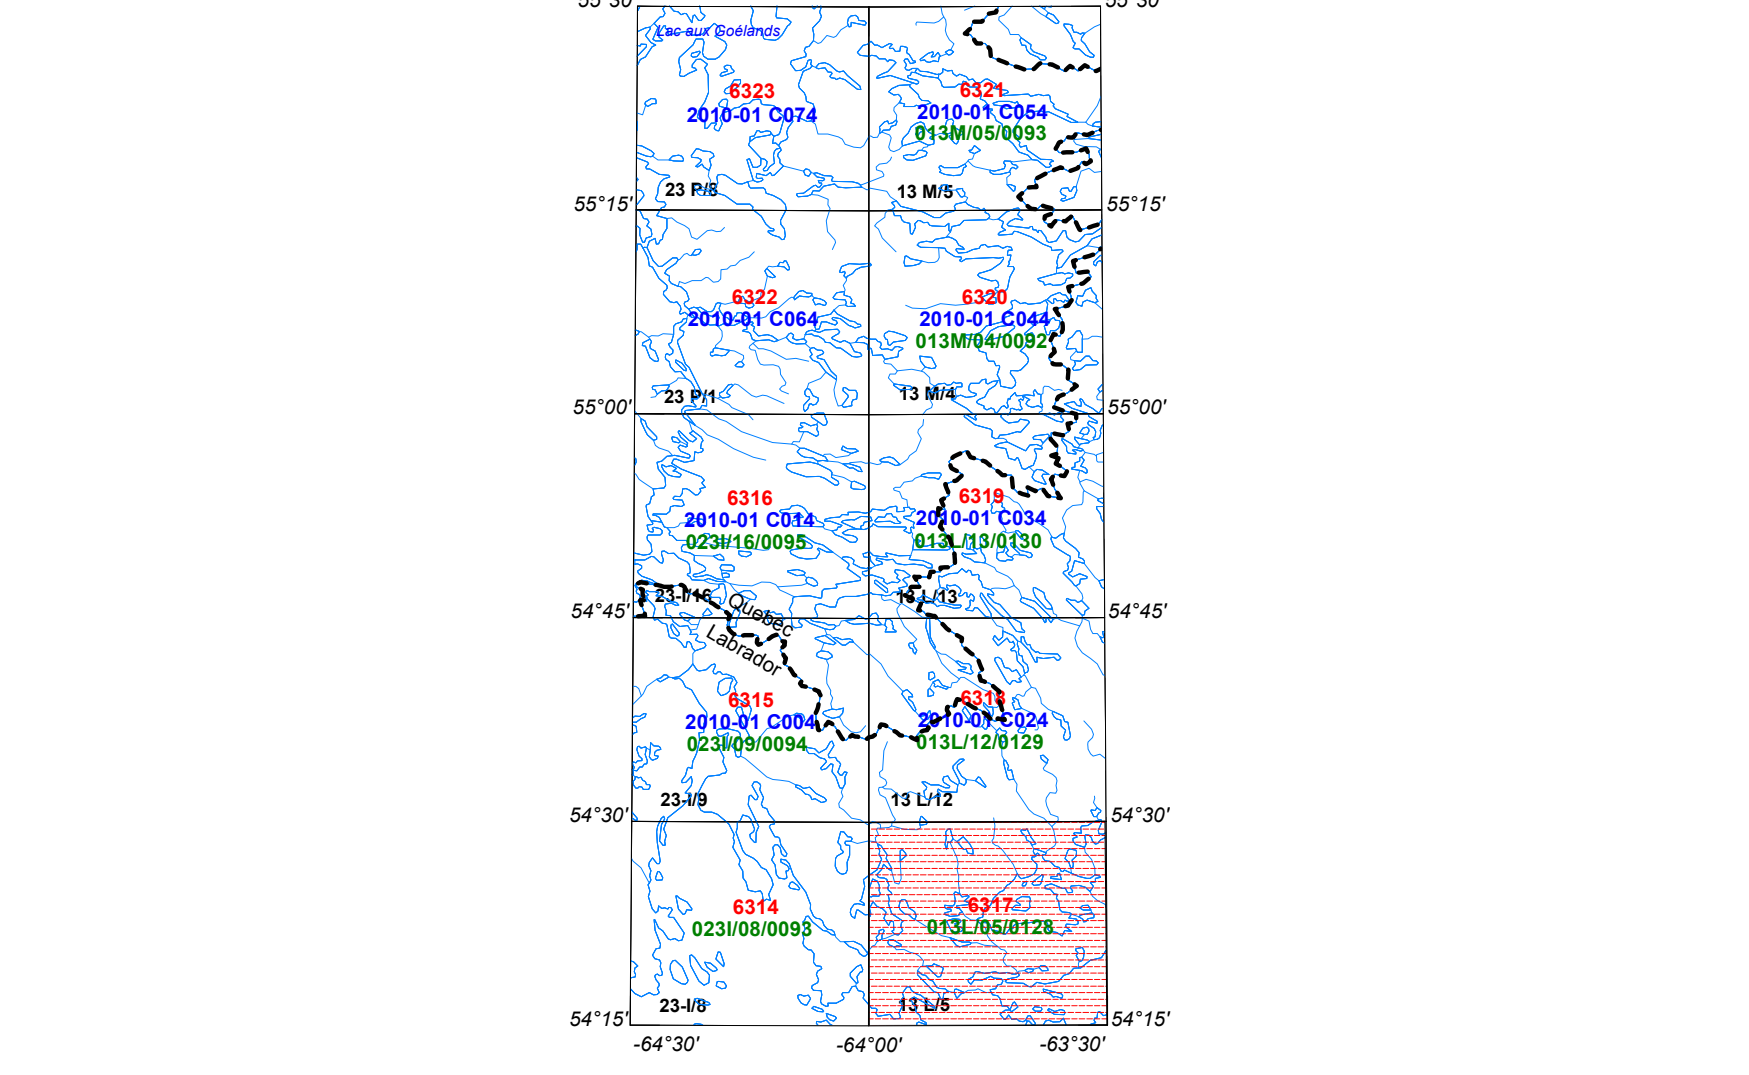 55°30' 55°30'
Lac aux Goélands
6323 6321
2010-01 C074 2010-01 C054
013M/05/0093
23 P/8 13 M/5
55°15' 55°15'
6322 6320
2010-01 C064 2010-01 C044
013M/04/0092
23 P/1 13 M/4
55°00' 55°00'
6316 6319
2010-01 C014 2010-01 C034
023I/16/0095 013L/13/0130
23-I/16 13 L/13
Quebec
54°45' 54°45'
Labrador
6315 6318
2010-01 C004 2010-01 C024
023I/09/0094 013L/12/0129
23-I/9 13 L/12
54°30' 54°30'
6314 6317
023I/08/0093 013L/05/0128
23-I/8 13 L/5
54°15' 54°15'
-64°30' -64°00' -63°30'